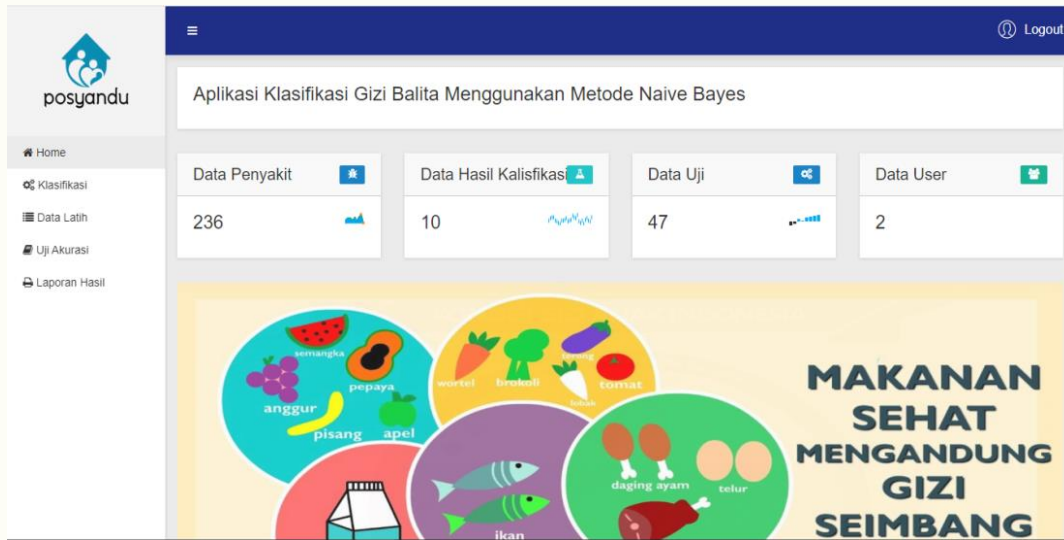 posyandu
Logout
Aplikasi Klasifikasi Gizi Balita Menggunakan Metode Naive Bayes
Home
Klasifikasi
Data Latih
Uji Akurasi
Laporan Hasil
Data Penyakit
236
Data Hasil Kalisfikasi
10
Data Uji
47
Data User
2
semangka
pepaya
anggur
pisang
apel
wortel
brokoli
terong
tomat
lobak
ikan
daging ayam
telur
MAKANAN
SEHAT
MENGANDUNG
GIZI
SEIMBANG